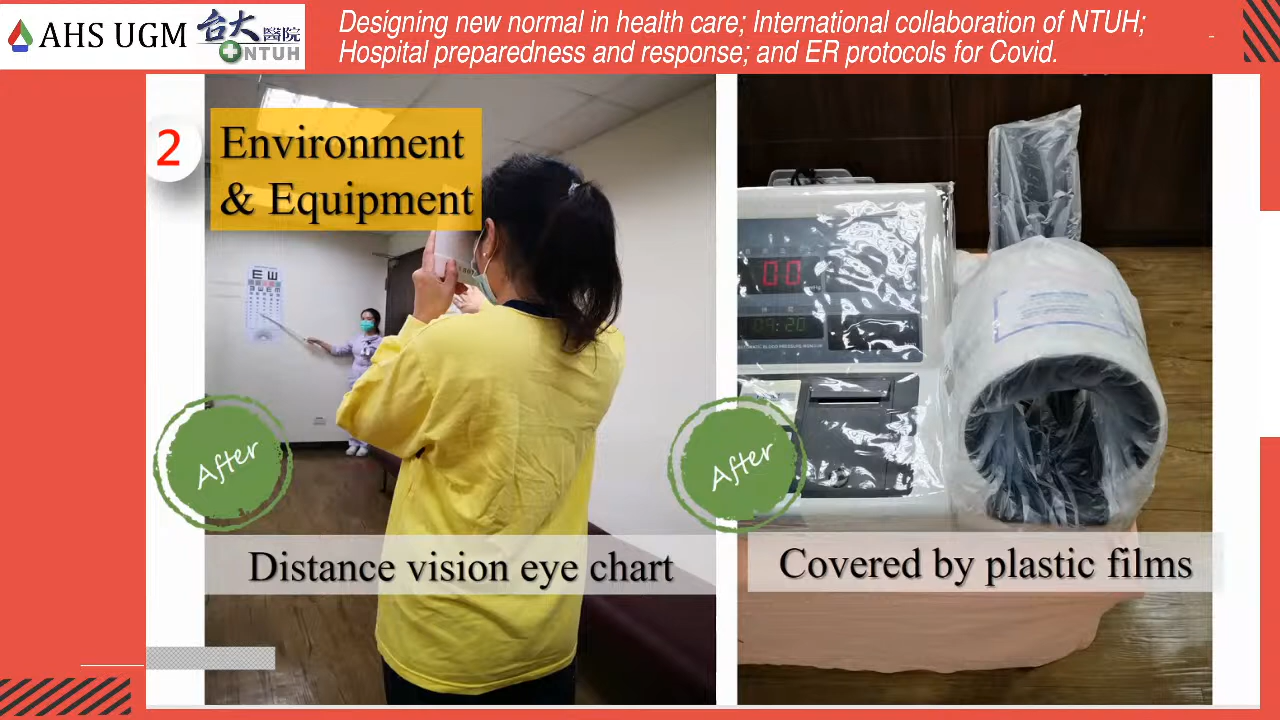 AHS UGM
台大醫院
NTUH
Designing new normal in health care; International collaboration of NTUH;
Hospital preparedness and response; and ER protocols for Covid.
2
Environment
& Equipment
E
After
After
Distance vision eye chart
Covered by plastic films